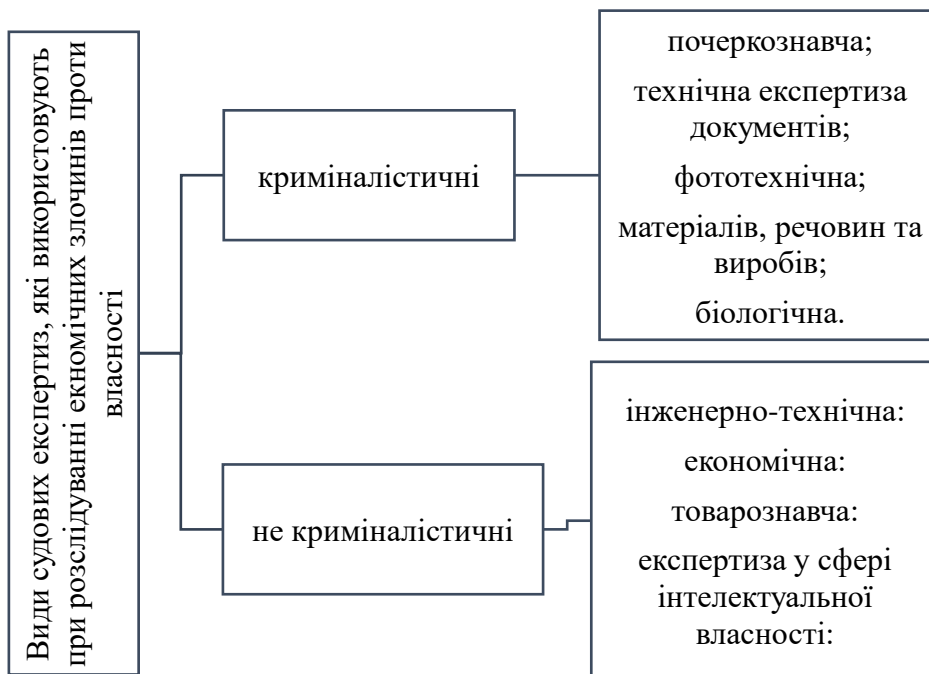 Види судових експертиз, які використовують
при розслідуванні екномічних злочинів проти
власності
криміналістичні
почеркознавча;
технічна експертиза
документів;
фототехнічна;
матеріалів, речовин та
виробів;
біологічна.
не криміналістичні
інженерно-технічна:
економічна:
товарознавча:
експертиза у сфері
інтелектуальної
власності: